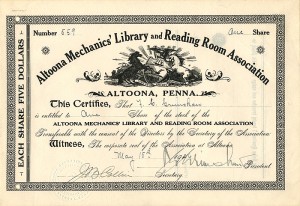 Number 559 One Share
Altoona Mechanics' Library and Reading Room Association
ALTOONA, PENNA.
EACH SHARE FIVE DOLLARS
This Certifies, That
is entitled to One Share of the stock of the
ALTOONA MECHANICS' LIBRARY AND READING ROOM ASSOCIATION
Transferable with the consent of the Directors by the Secretary of the Association
Witness, The corporate seal of the Association at Altoona
May 18th
President
Secretary